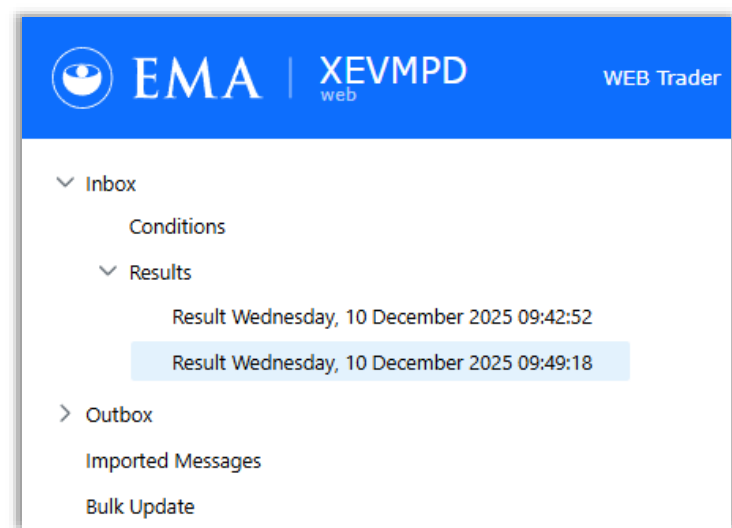 EMA | XEVMPD
web
WEB Trader
Inbox
Conditions
Results
Result Wednesday, 10 December 2025 09:42:52
Result Wednesday, 10 December 2025 09:49:18
Outbox
Imported Messages
Bulk Update